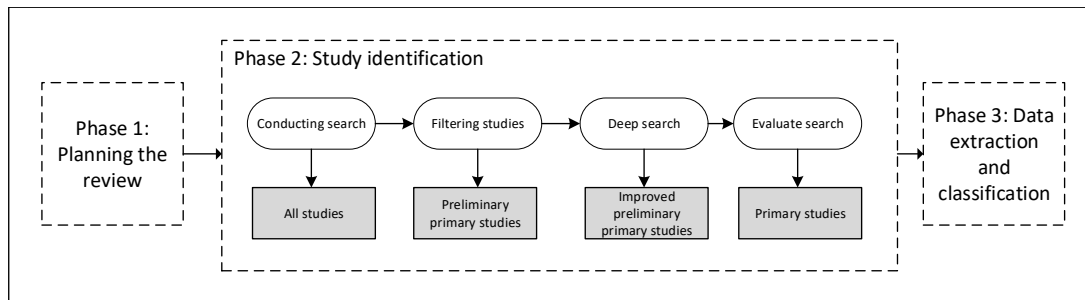 Phase 1:
Planning the
review
Phase 2: Study identification
Conducting search
Filtering studies
Deep search
Evaluate search
All studies
Preliminary
primary studies
Improved
preliminary
primary studies
Primary studies
Phase 3: Data
extraction
and
classification